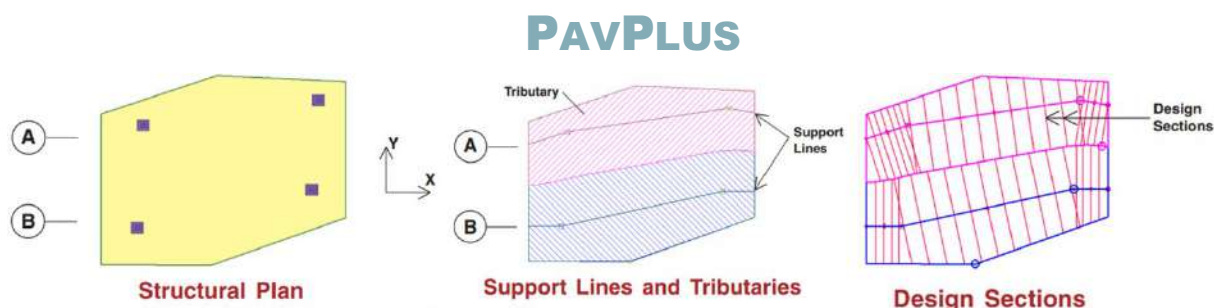 PAVPLUS
A
B
Y
X
Structural Plan
Tributary
A
B
Support
Lines
Support Lines and Tributaries
Design
Sections
Design Sections